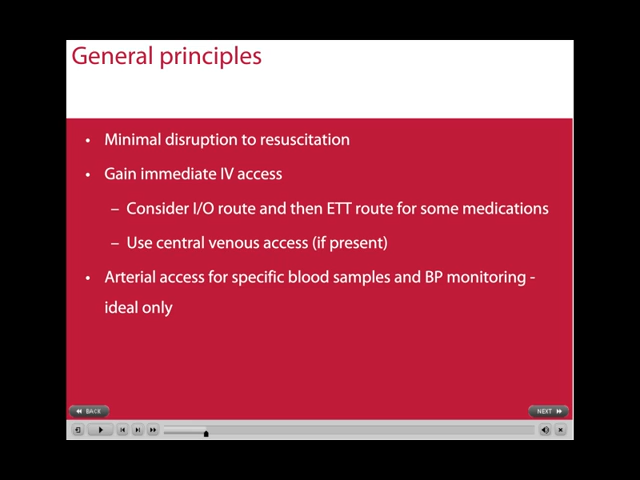 General principles
• Minimal disruption to resuscitation
• Gain immediate IV access
– Consider I/O route and then ETT route for some medications
– Use central venous access (if present)
• Arterial access for specific blood samples and BP monitoring -
ideal only
BACK
NEXT